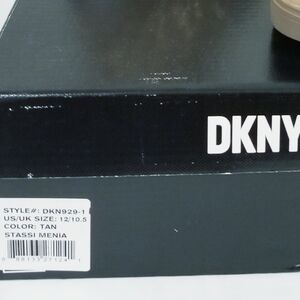 DKNY
STYLE#: DKN929-1
US/UK SIZE: 12/10.5
COLOR: TAN
STASSI MENIA